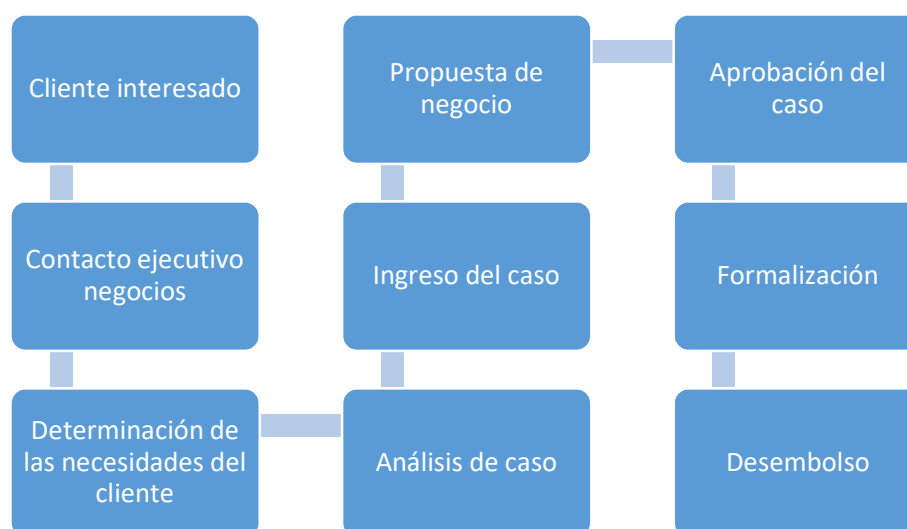 Cliente interesado
Contacto ejecutivo
negocios
Determinación de
las necesidades del
cliente
Análisis de caso
Ingreso del caso
Propuesta de
negocio
Aprobación del
caso
Formalización
Desembolso